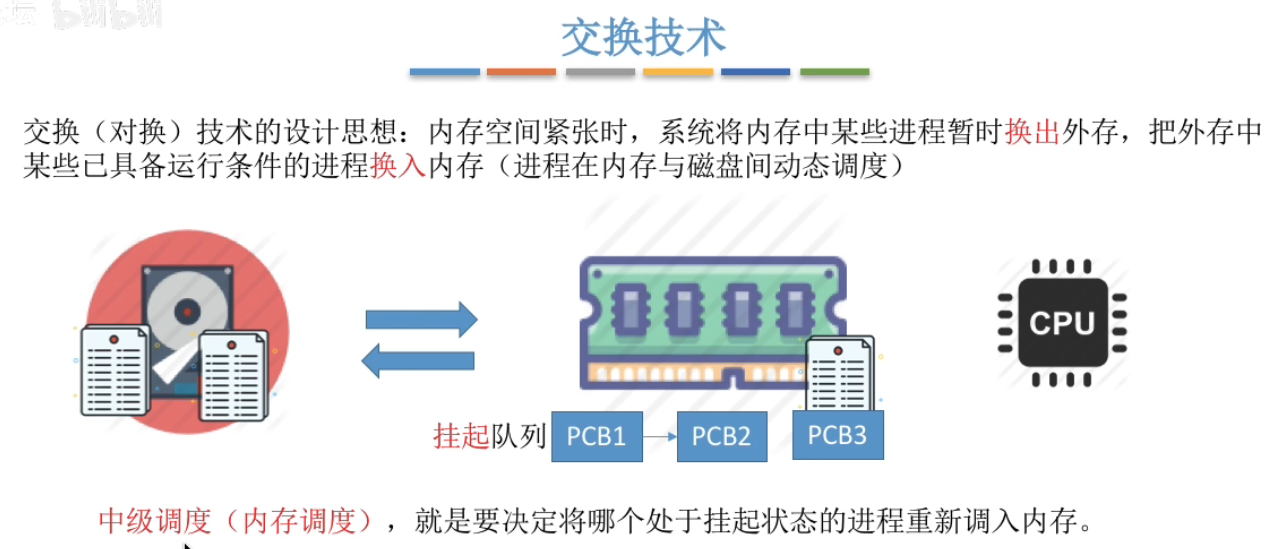 bilibili
交换技术
交换（对换）技术的设计思想：内存空间紧张时，系统将内存中某些进程暂时换出外存，把外存中
某些已具备运行条件的进程换入内存（进程在内存与磁盘间动态调度）
CPU
挂起队列 PCB1 PCB2 PCB3
中级调度（内存调度），就是要决定将哪个处于挂起状态的进程重新调入内存。